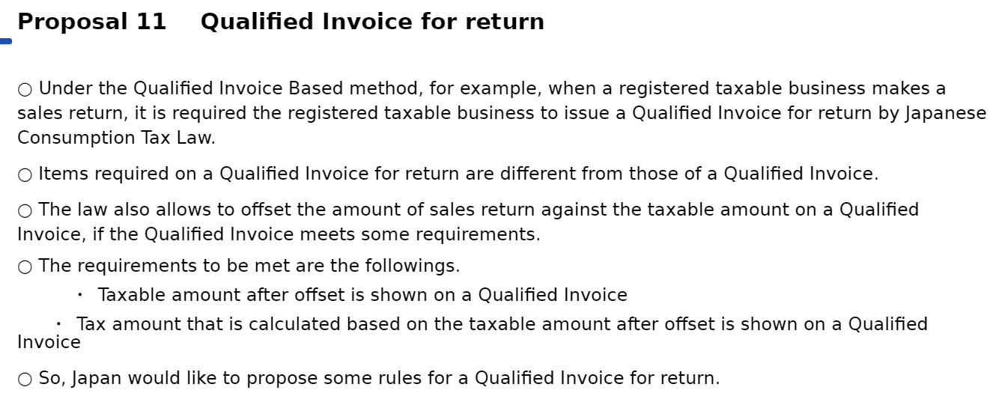 Proposal 11 Qualified Invoice for return
○ Under the Qualified Invoice Based method, for example, when a registered taxable business makes a
sales return, it is required the registered taxable business to issue a Qualified Invoice for return by Japanese
Consumption Tax Law.
○ Items required on a Qualified Invoice for return are different from those of a Qualified Invoice.
○ The law also allows to offset the amount of sales return against the taxable amount on a Qualified
Invoice, if the Qualified Invoice meets some requirements.
○ The requirements to be met are the followings.
・ Taxable amount after offset is shown on a Qualified Invoice
・ Tax amount that is calculated based on the taxable amount after offset is shown on a Qualified
Invoice
○ So, Japan would like to propose some rules for a Qualified Invoice for return.